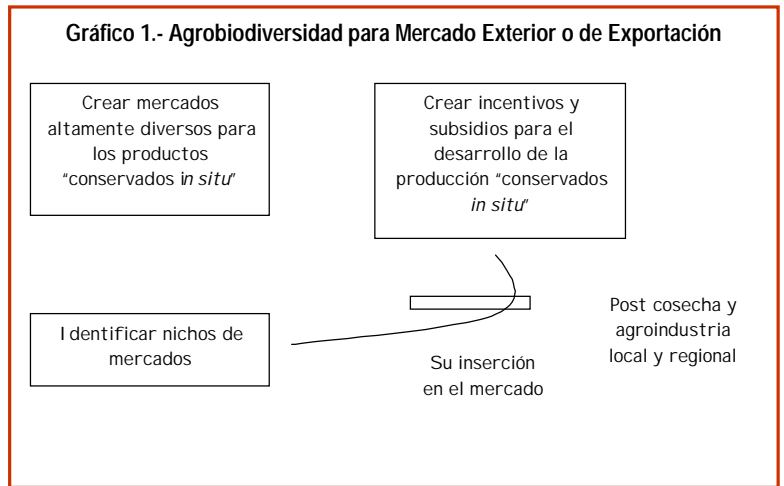 Gráfico 1.- Agrobiodiversidad para Mercado Exterior o de Exportación
Crear mercados
altamente diversos para
los productos
“conservados in situ”
Crear incentivos y
subsidios para el
desarrollo de la
producción “conservados
in situ”
Identificar nichos de
mercados
Su inserción
en el mercado
Post cosecha y
agroindustria
local y regional